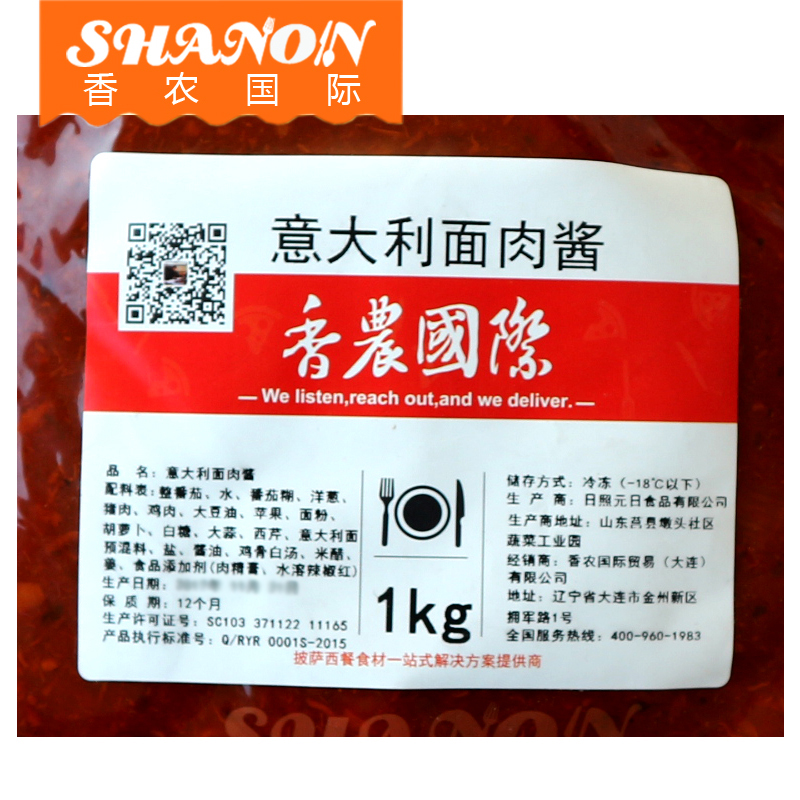 SHANON
香农国际
意大利面肉酱
香農國際
We listen,reach out,and we deliver.
品 名：意大利面肉酱
配料表：整番茄、水、番茄糊、洋葱、
猪肉、鸡肉、大豆油、苹果、面粉、
胡萝卜、白糖、大蒜、西芹、意大利面
预混料、盐、酱油、鸡骨白汤、米醋、
姜、食品添加剂(肉精膏、水溶辣椒红)
生产日期：
保 质 期：12个月
生产许可证号：SC103 371122 11165
产品执行标准号：Q/RYR 0001S-2015
1kg
储存方式：冷冻（-18℃以下）
生 产 商：日照元日食品有限公司
生产商地址：山东莒县墩头社区
蔬菜工业园
经销商：香农国际贸易（大连）
有限公司
地址：辽宁省大连市金州新区
拥军路1号
全国服务热线：400-960-1983
披萨西餐食材一站式解决方案提供商
SHANON